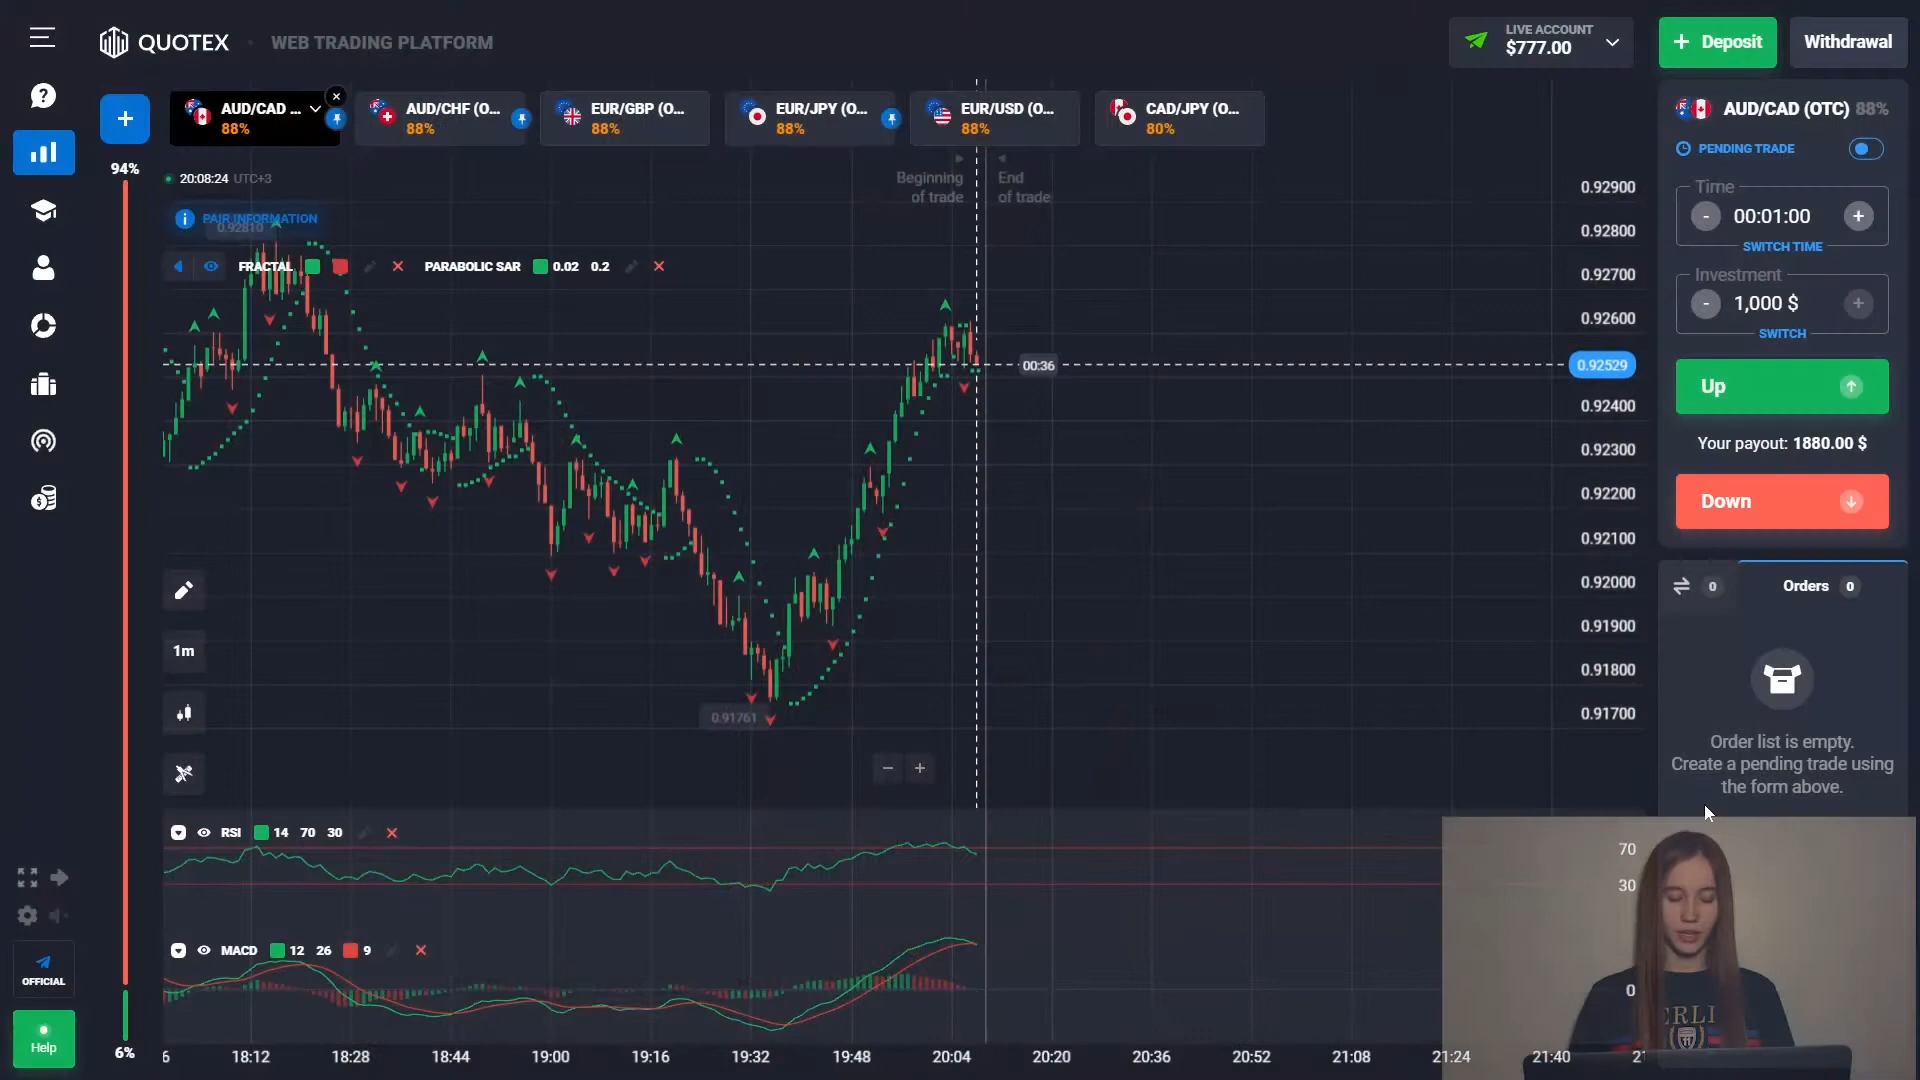 QUOTEX
WEB TRADING PLATFORM
LIVE ACCOUNT
$777.00
+ Deposit
Withdrawal
AUD/CAD ...
88%
AUD/CHF (O...
88%
EUR/GBP (O...
88%
EUR/JPY (O...
88%
EUR/USD (O...
88%
CAD/JPY (O...
80%
94%
20:08:24 UTC+3
Beginning
of trade
End
of trade
PAIR INFORMATION
0.92810
FRACTAL
PARABOLIC SAR 0.02 0.2
00:36
0.92900
0.92800
0.92700
0.92600
0.92529
0.92400
0.92300
0.92200
0.92100
0.92000
0.91900
0.91800
0.91700
0.91761
1m
AUD/CAD (OTC) 88%
PENDING TRADE
Time
- 00:01:00 +
SWITCH TIME
Investment
- 1,000 $ +
SWITCH
Up
Your payout: 1880.00 $
Down
0
Orders 0
Order list is empty.
Create a pending trade using
the form above.
RSI 14 70 30
70
30
MACD 12 26 9
0
OFFICIAL
Help
6%
6 18:12 18:28 18:44 19:00 19:16 19:32 19:48 20:04 20:20 20:36 20:52 21:08 21:24 21:40